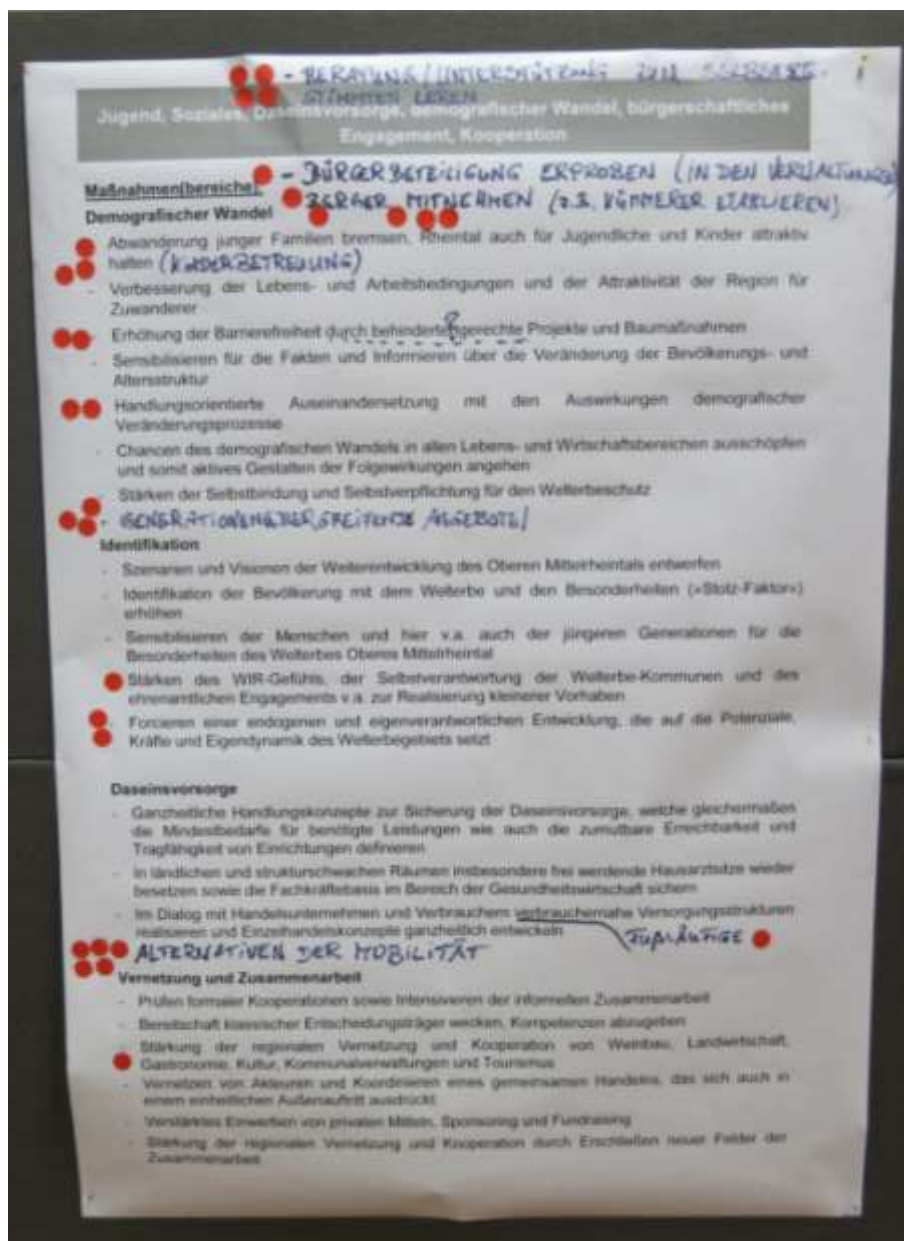 - BERATUNG/UNTERSTÜTZUNG ZUM SELBSTBE-
STIMMTEN LEBEN
Jugend, Soziales, Daseinsvorsorge, demografischer Wandel, bürgerschaftliches
Engagement, Kooperation
- BÜRGERBETEILIGUNG ERPROBEN (IN DEN VERWALTUNGEN)
Maßnahmen(bereiche):
BÜRGER MITNEHMEN (z.B. KÜMMERER ETABLIEREN)
Demografischer Wandel
- Abwanderung junger Familien bremsen, Rheintal auch für Jugendliche und Kinder attraktiv
halten (KINDERBETREUUNG)
- Verbesserung der Lebens- und Arbeitsbedingungen und der Attraktivität der Region für
Zuwanderer
- Erhöhung der Barrierefreiheit durch behindertengerechte Projekte und Baumaßnahmen
- Sensibilisieren für die Fakten und Informieren über die Veränderung der Bevölkerungs- und
Altersstruktur
- Handlungsorientierte Auseinandersetzung mit den Auswirkungen demografischer
Veränderungsprozesse
- Chancen des demografischen Wandels in allen Lebens- und Wirtschaftsbereichen ausschöpfen
und somit aktives Gestalten der Folgewirkungen angehen
- Stärken der Selbstbindung und Selbstverpflichtung für den Welterbeschutz
- GENERATIONENÜBERGREIFENDE ANGEBOTE
Identifikation
- Szenarien und Visionen der Weiterentwicklung des Oberen Mittelrheintals entwerfen
- Identifikation der Bevölkerung mit dem Welterbe und den Besonderheiten (»Stolz-Faktor«)
erhöhen
- Sensibilisieren der Menschen und hier v.a. auch der jüngeren Generationen für die
Besonderheiten des Welterbes Oberes Mittelrheintal
Stärken des WIR-Gefühls, der Selbstverantwortung der Welterbe-Kommunen und des
ehrenamtlichen Engagements v.a. zur Realisierung kleinerer Vorhaben
- Forcieren einer endogenen und eigenverantwortlichen Entwicklung, die auf die Potenziale,
Kräfte und Eigendynamik des Welterbegebiets setzt
Daseinsvorsorge
- Ganzheitliche Handlungskonzepte zur Sicherung der Daseinsvorsorge, welche gleichermaßen
die Mindestbedarfe für benötigte Leistungen wie auch die zumutbare Erreichbarkeit und
Tragfähigkeit von Einrichtungen definieren
- In ländlichen und strukturschwachen Räumen insbesondere frei werdende Hausarztsitze wieder
besetzen sowie die Fachkräftebasis im Bereich der Gesundheitswirtschaft sichern
- Im Dialog mit Handelsunternehmen und Verbrauchern verbrauchernahe Versorgungsstrukturen
realisieren und Einzelhandelskonzepte ganzheitlich entwickeln
FUßLÄUFIGE
ALTERNATIVEN DER MOBILITÄT
Vernetzung und Zusammenarbeit
- Prüfen formaler Kooperationen sowie Intensivieren der informellen Zusammenarbeit
- Bereitschaft klassischer Entscheidungsträger wecken, Kompetenzen abzugeben
- Stärkung der regionalen Vernetzung und Kooperation von Weinbau, Landwirtschaft,
Gastronomie, Kultur, Kommunalverwaltungen und Tourismus
- Vernetzen von Akteuren und Koordinieren eines gemeinsamen Handelns, das sich auch in
einem einheitlichen Außenauftritt ausdrückt
- Verstärktes Einwerben von privaten Mitteln, Sponsoring und Fundraising
- Stärkung der regionalen Vernetzung und Kooperation durch Erschließen neuer Felder der
Zusammenarbeit